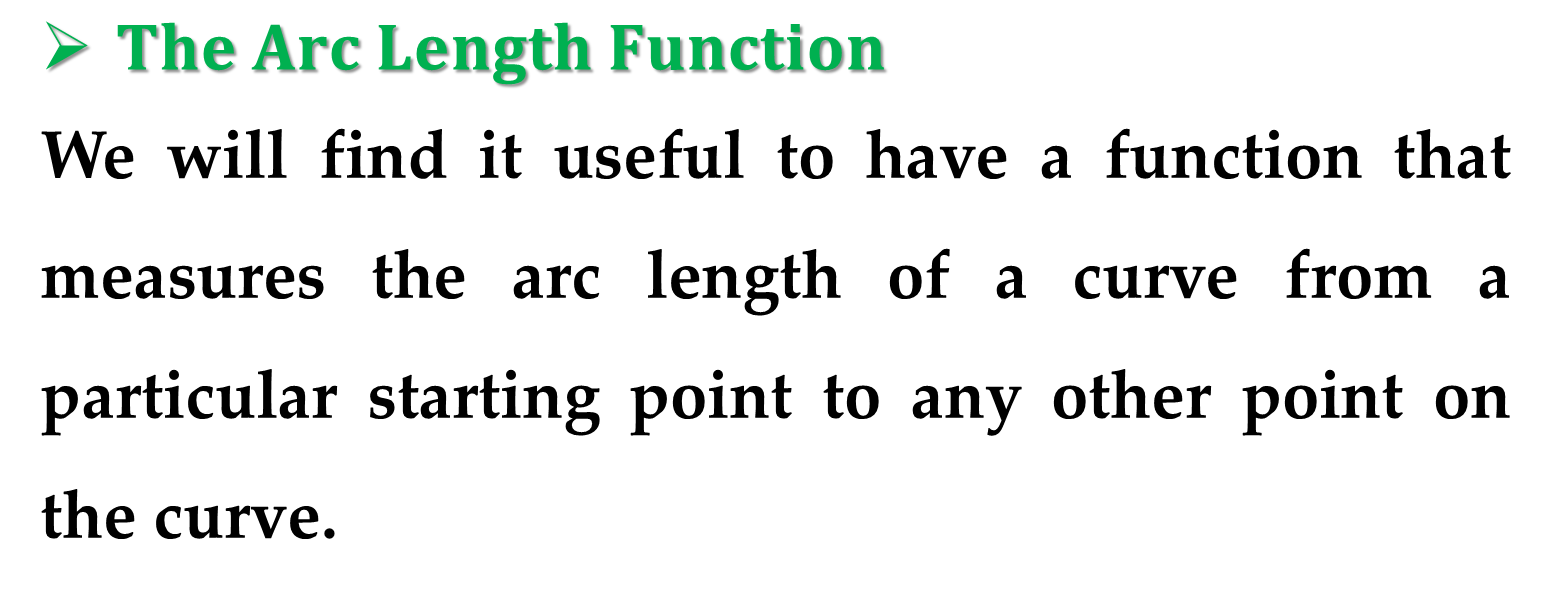 ➢ The Arc Length Function
We will find it useful to have a function that
measures the arc length of a curve from a
particular starting point to any other point on
the curve.